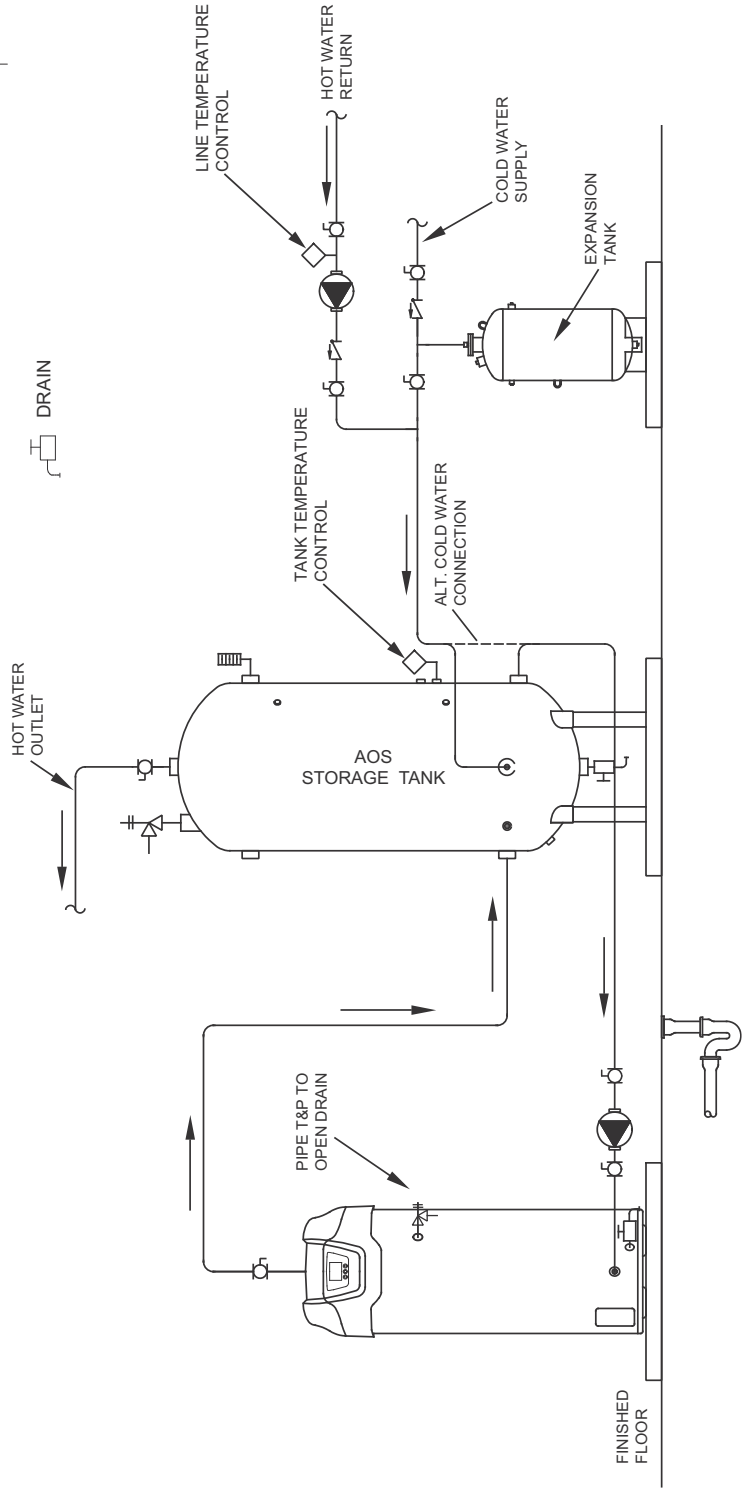 DRAIN
LINE TEMPERATURE
CONTROL
HOT WATER
RETURN
COLD WATER
SUPPLY
EXPANSION
TANK
TANK TEMPERATURE
CONTROL
ALT. COLD WATER
CONNECTION
HOT WATER
OUTLET
AOS
STORAGE TANK
PIPE T&P TO
OPEN DRAIN
FINISHED
FLOOR